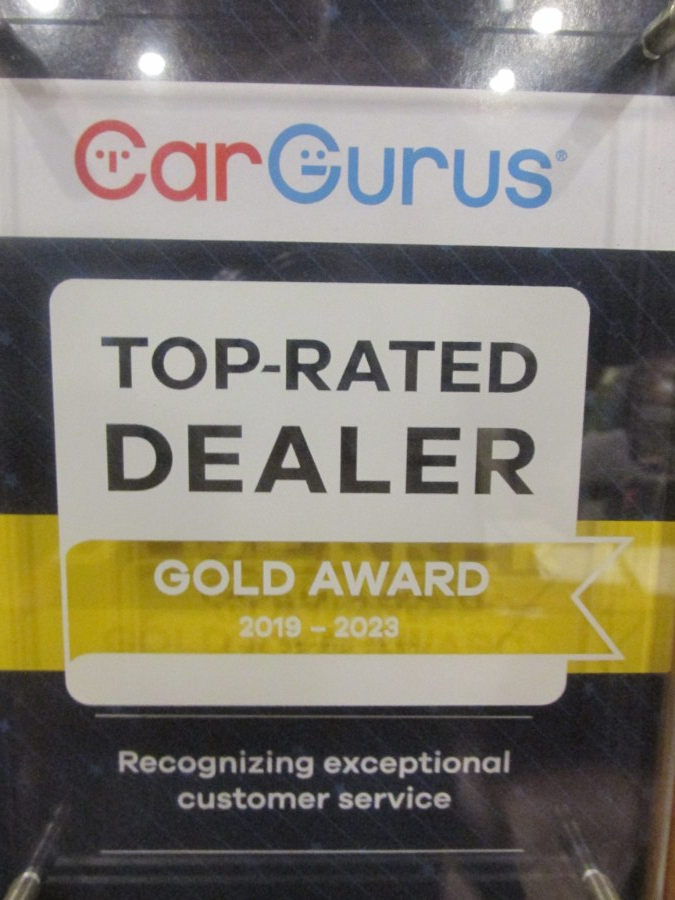 CarGurus®
TOP-RATED
DEALER
GOLD AWARD
2019 – 2023
Recognizing exceptional
customer service